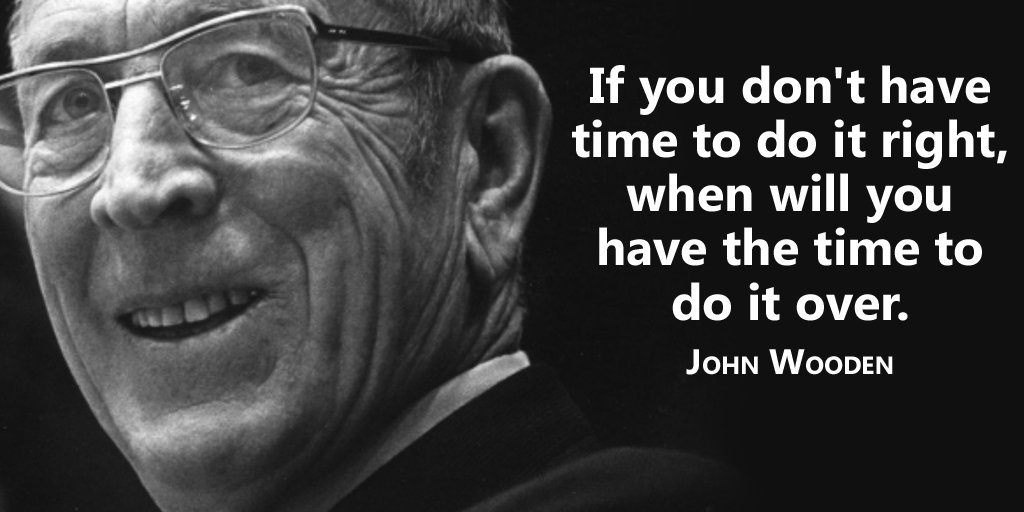 If you don't have
time to do it right,
when will you
have the time to
do it over.
John Wooden